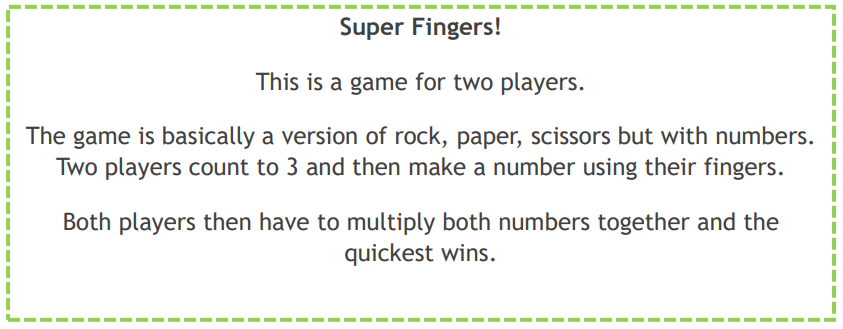 Super Fingers!
This is a game for two players.
The game is basically a version of rock, paper, scissors but with numbers.
Two players count to 3 and then make a number using their fingers.
Both players then have to multiply both numbers together and the
quickest wins.